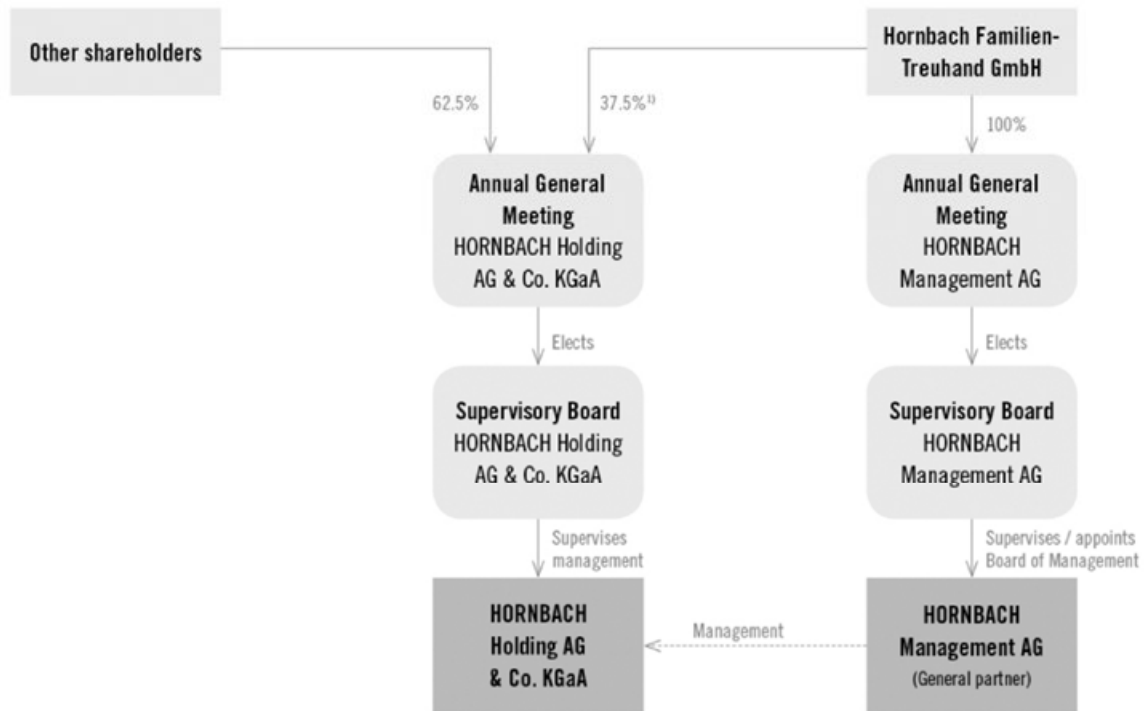 Other shareholders
Hornbach Familien-
Treuhand GmbH
62.5%
37.5%¹⁾
100%
Annual General
Meeting
HORNBACH Holding
AG & Co. KGaA
Annual General
Meeting
HORNBACH
Management AG
Elects
Elects
Supervisory Board
HORNBACH Holding
AG & Co. KGaA
Supervisory Board
HORNBACH
Management AG
Supervises
management
Supervises / appoints
Board of Management
HORNBACH
Holding AG
& Co. KGaA
Management
HORNBACH
Management AG
(General partner)